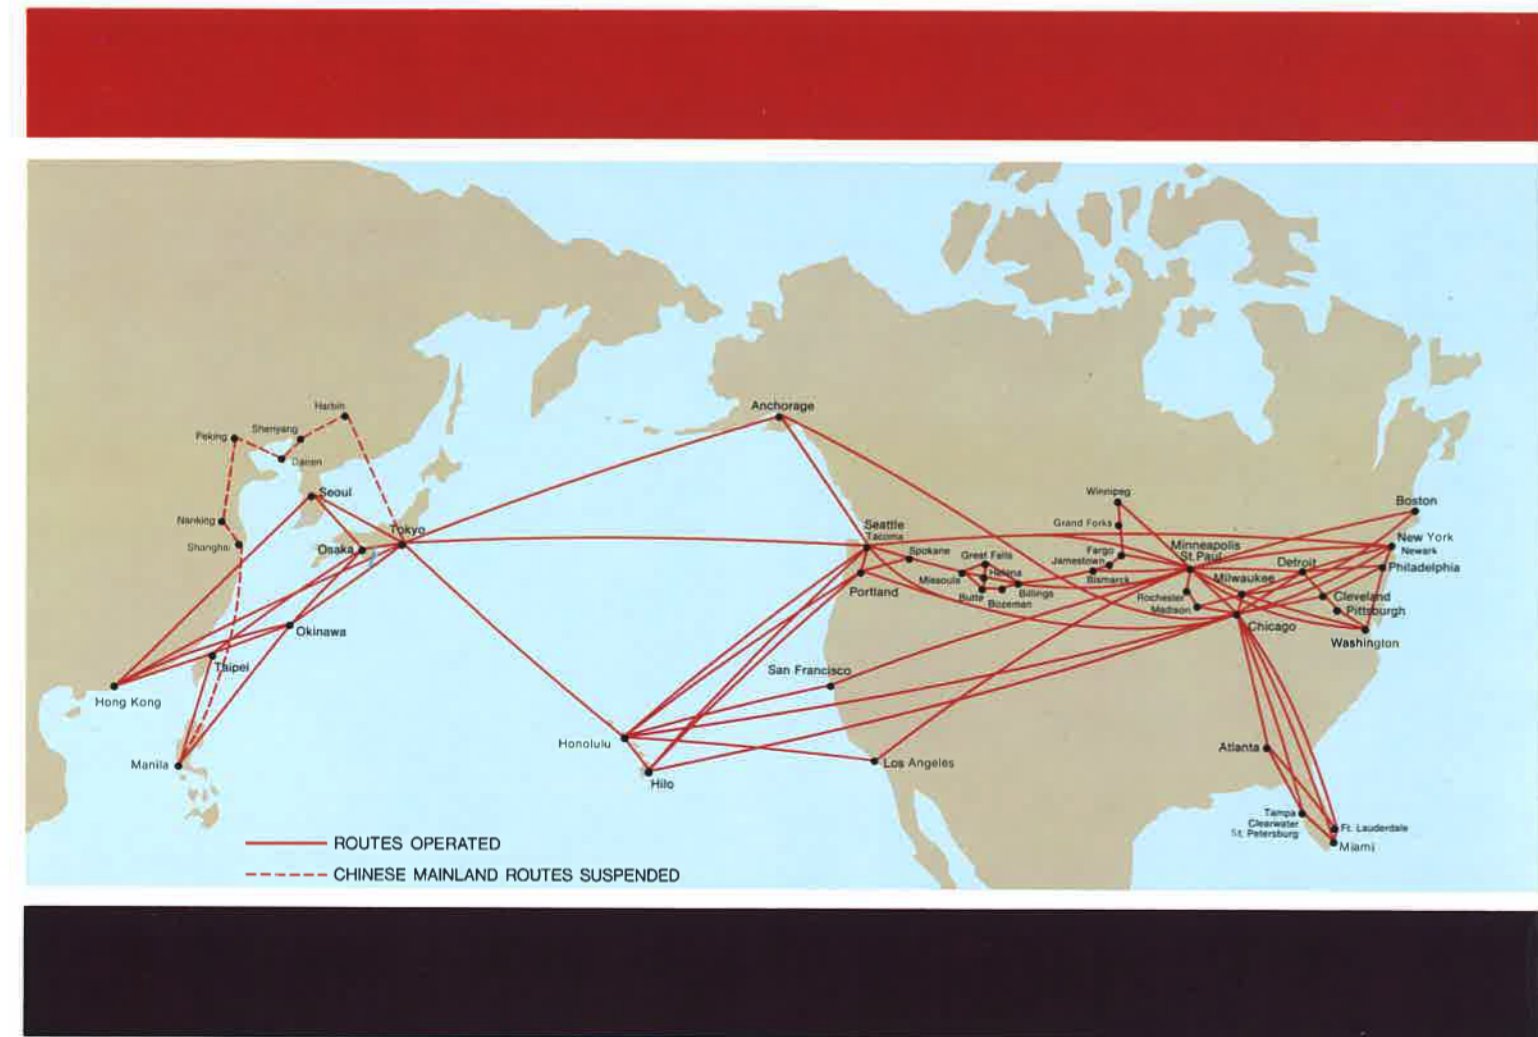 Harbin
Anchorage
Shenyang
Peking
Dairen
Seoul
Winnipeg
Boston
Nanking
Tokyo
Seattle
Tacoma
Grand Forks
Shanghai
Osaka
Spokane
Great Falls
Fargo
Minneapolis
St. Paul
New York
Newark
Jamestown
Detroit
Philadelphia
Missoula
Helena
Bismarck
Milwaukee
Portland
Butte
Bozeman
Billings
Rochester
Madison
Cleveland
Pittsburgh
Chicago
Okinawa
Washington
Taipei
San Francisco
Hong Kong
Honolulu
Atlanta
Manila
Hilo
Los Angeles
Tampa
Clearwater
St. Petersburg
Ft. Lauderdale
Miami
ROUTES OPERATED
CHINESE MAINLAND ROUTES SUSPENDED